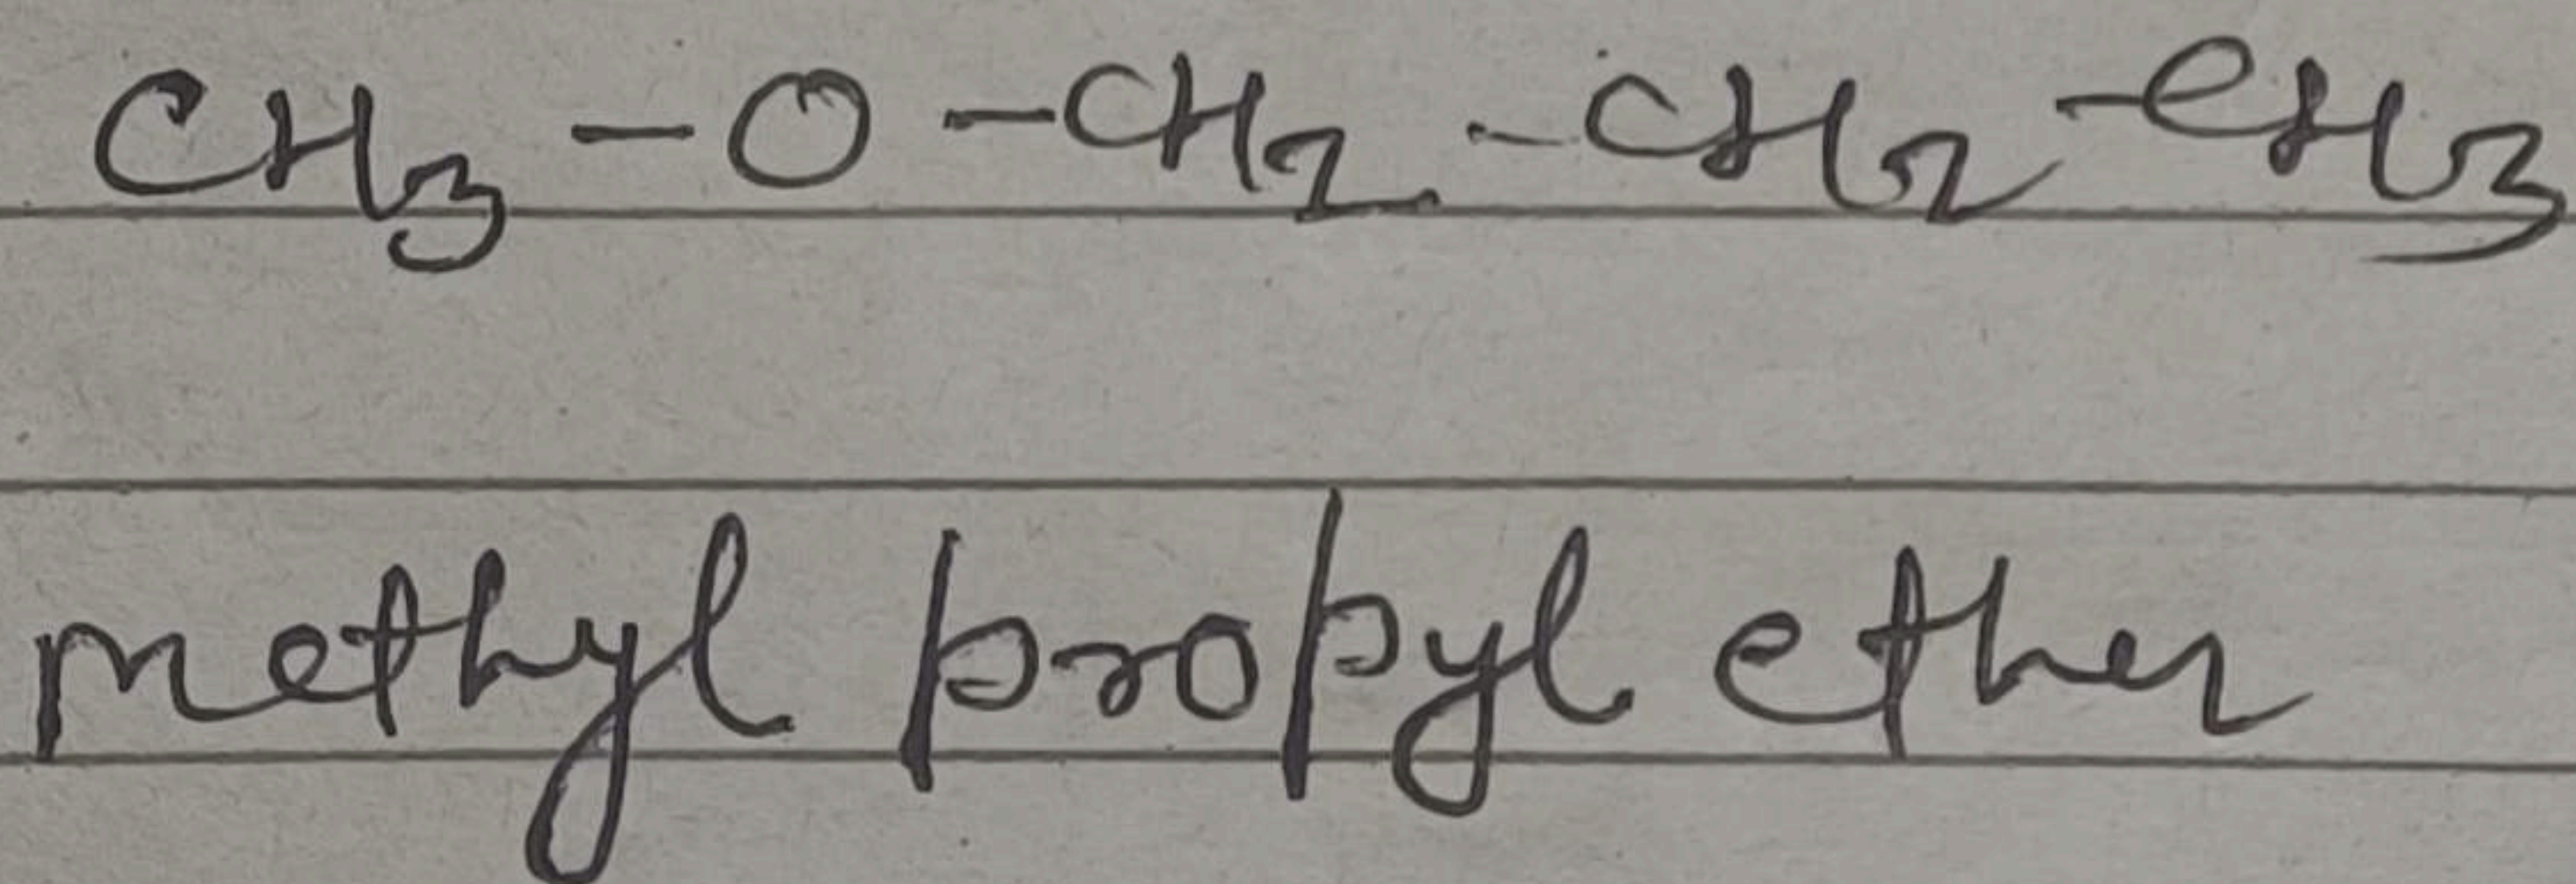 CH₃ - O - CH₂ - CH₂ - CH₃
methyl propyl ether